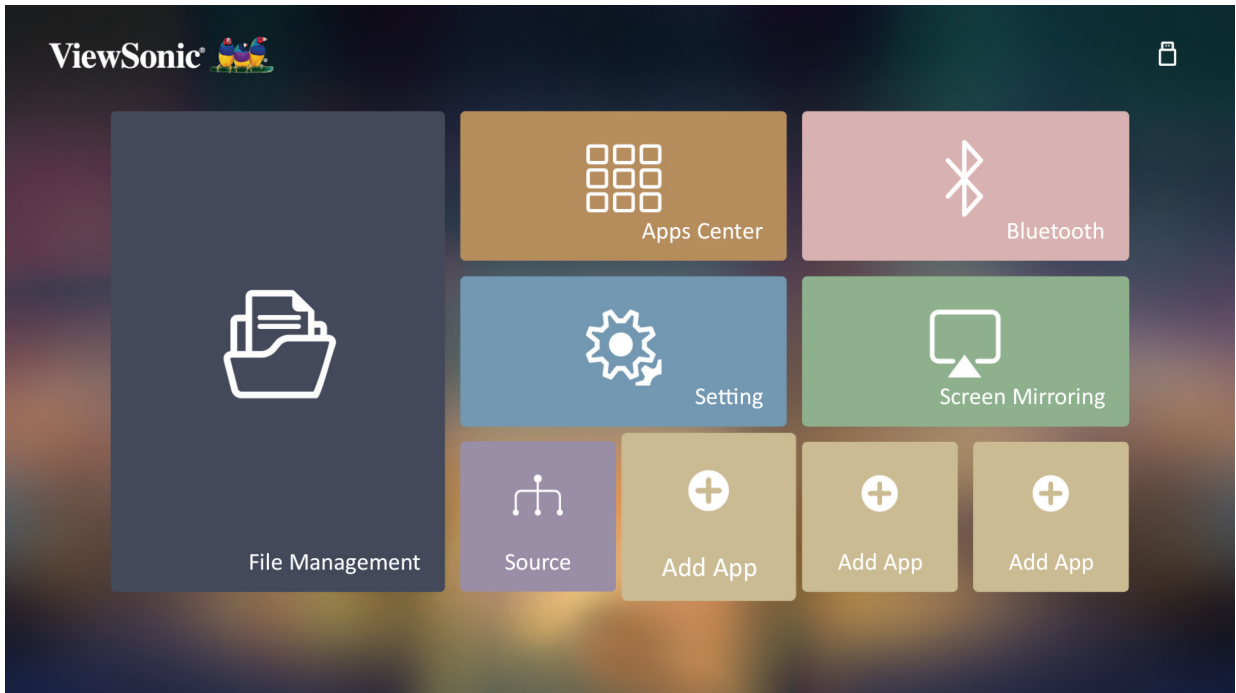 ViewSonic®
Apps Center
Bluetooth
Setting
Screen Mirroring
File Management
Source
Add App
Add App
Add App